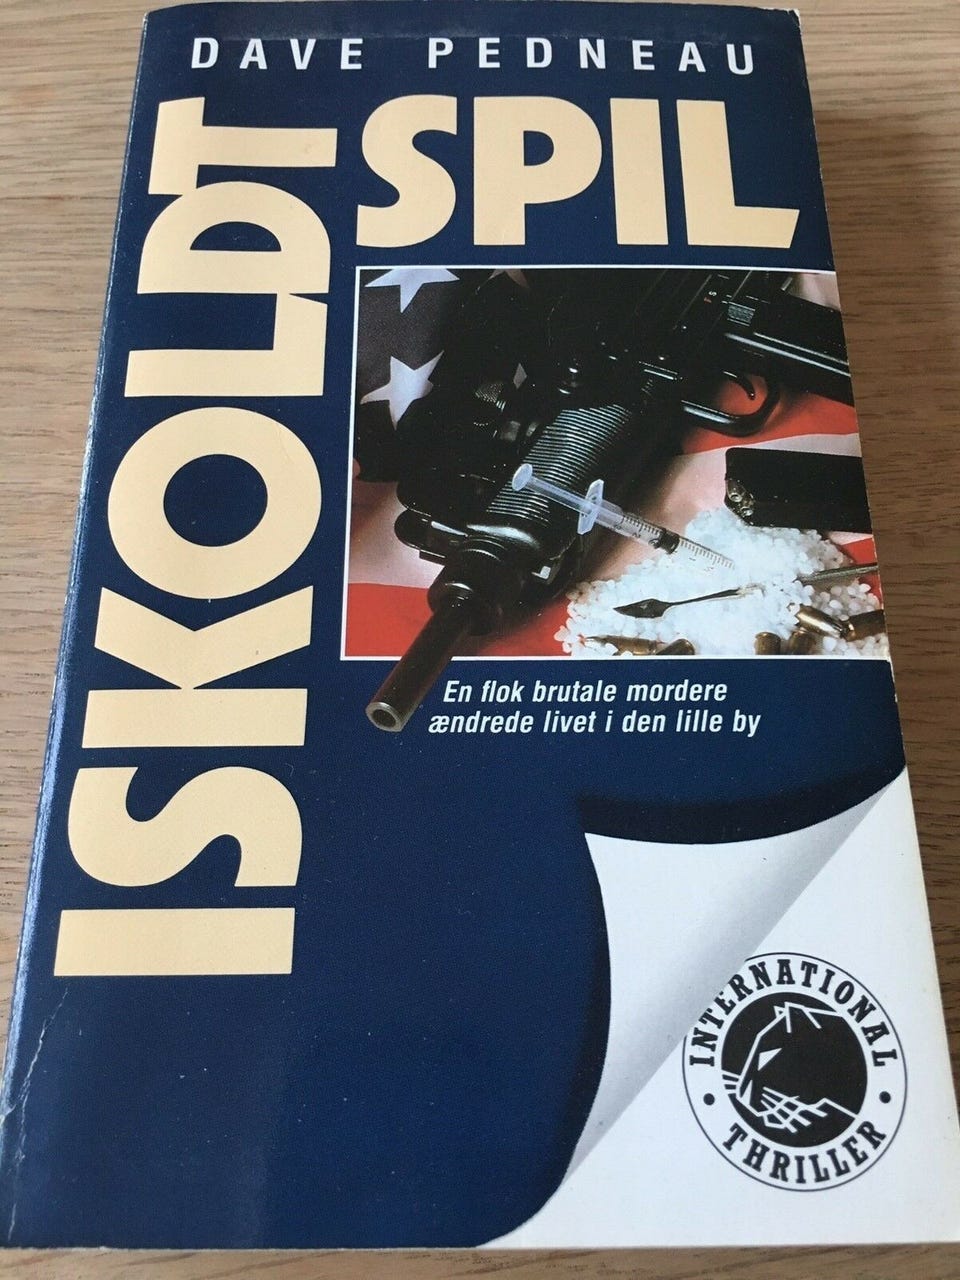 DAVE PEDNEAU
ISKOLDT
SPIL
En flok brutale mordere
ændrede livet i den lille by
INTERNATIONAL
THRILLER